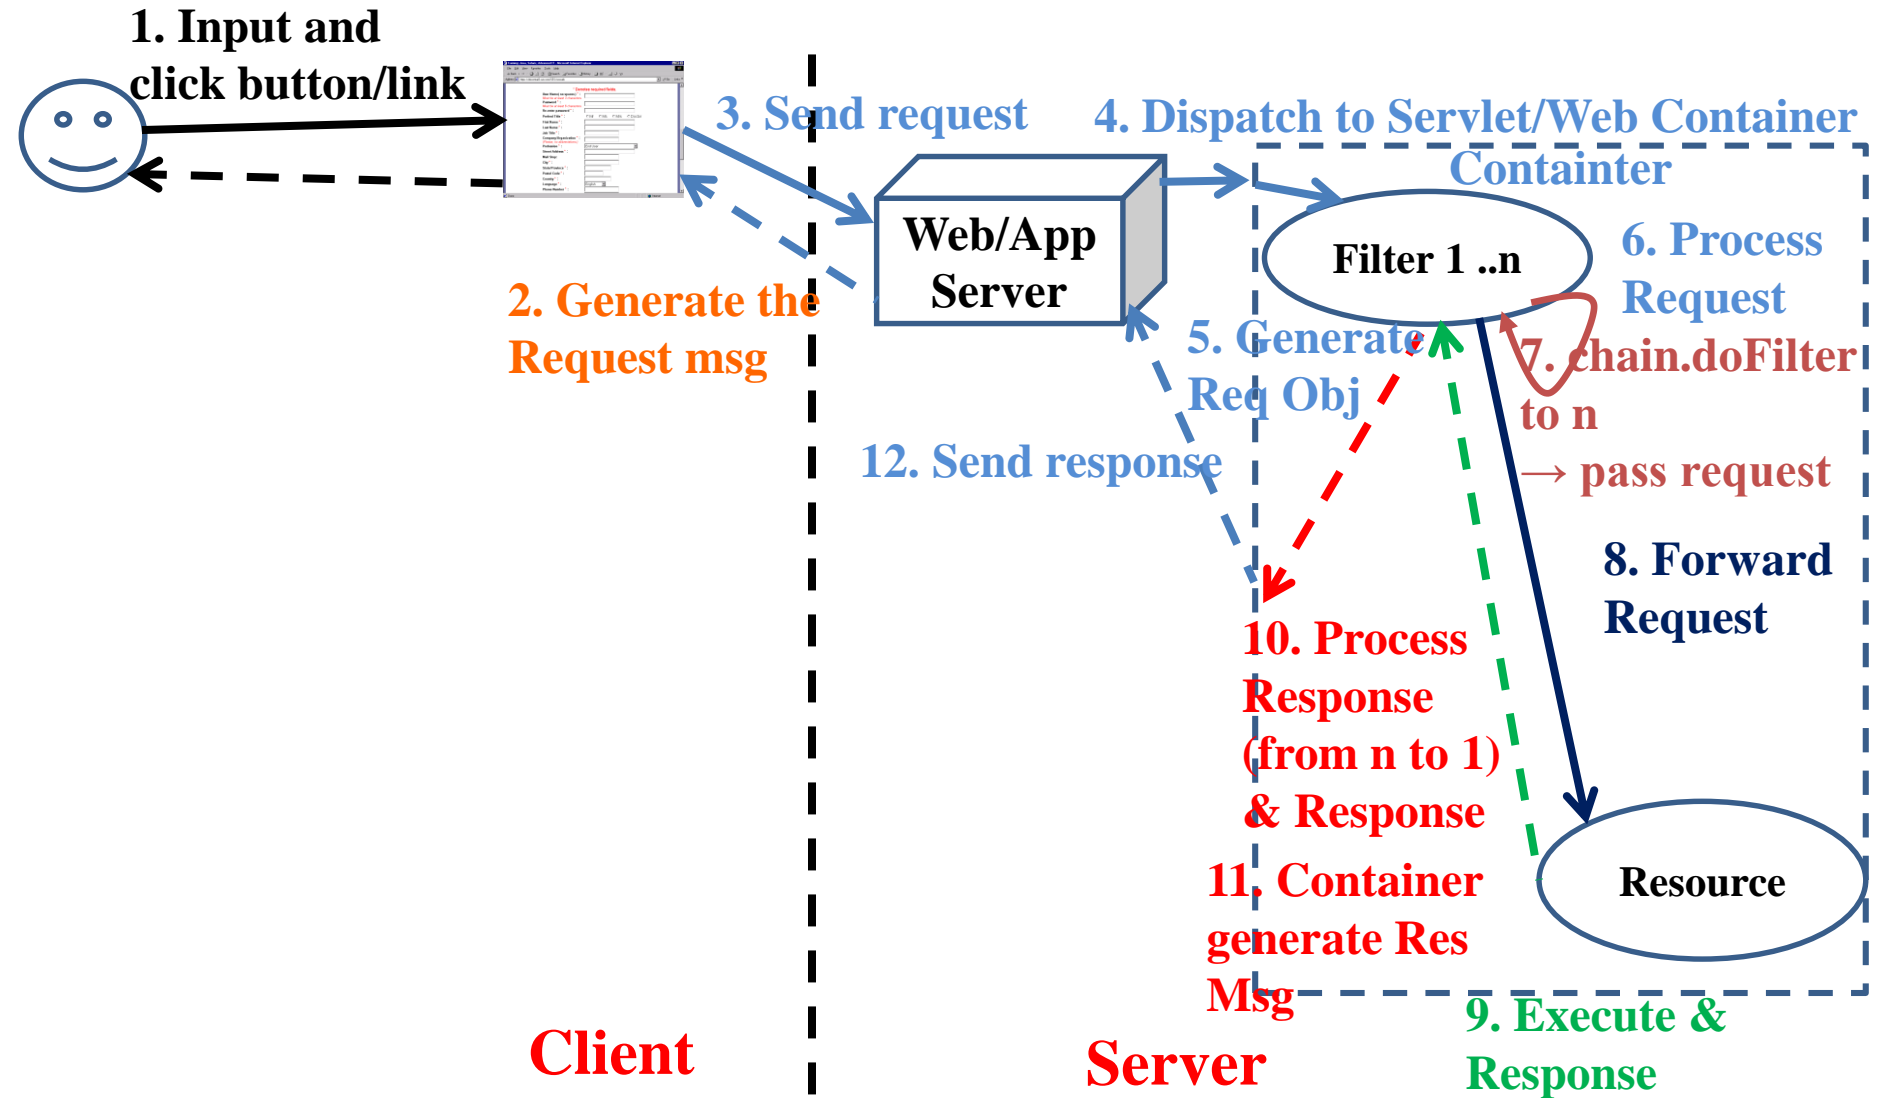 1. Input and
click button/link
3. Send request
4. Dispatch to Servlet/Web Container
Containter
Web/App
Server
Filter 1 ..n
6. Process
Request
2. Generate the
Request msg
5. Generate
Req Obj
7. chain.doFilter
to n
→ pass request
12. Send response
8. Forward
Request
10. Process
Response
(from n to 1)
& Response
11. Container
generate Res
Msg
Resource
9. Execute &
Response
Client
Server